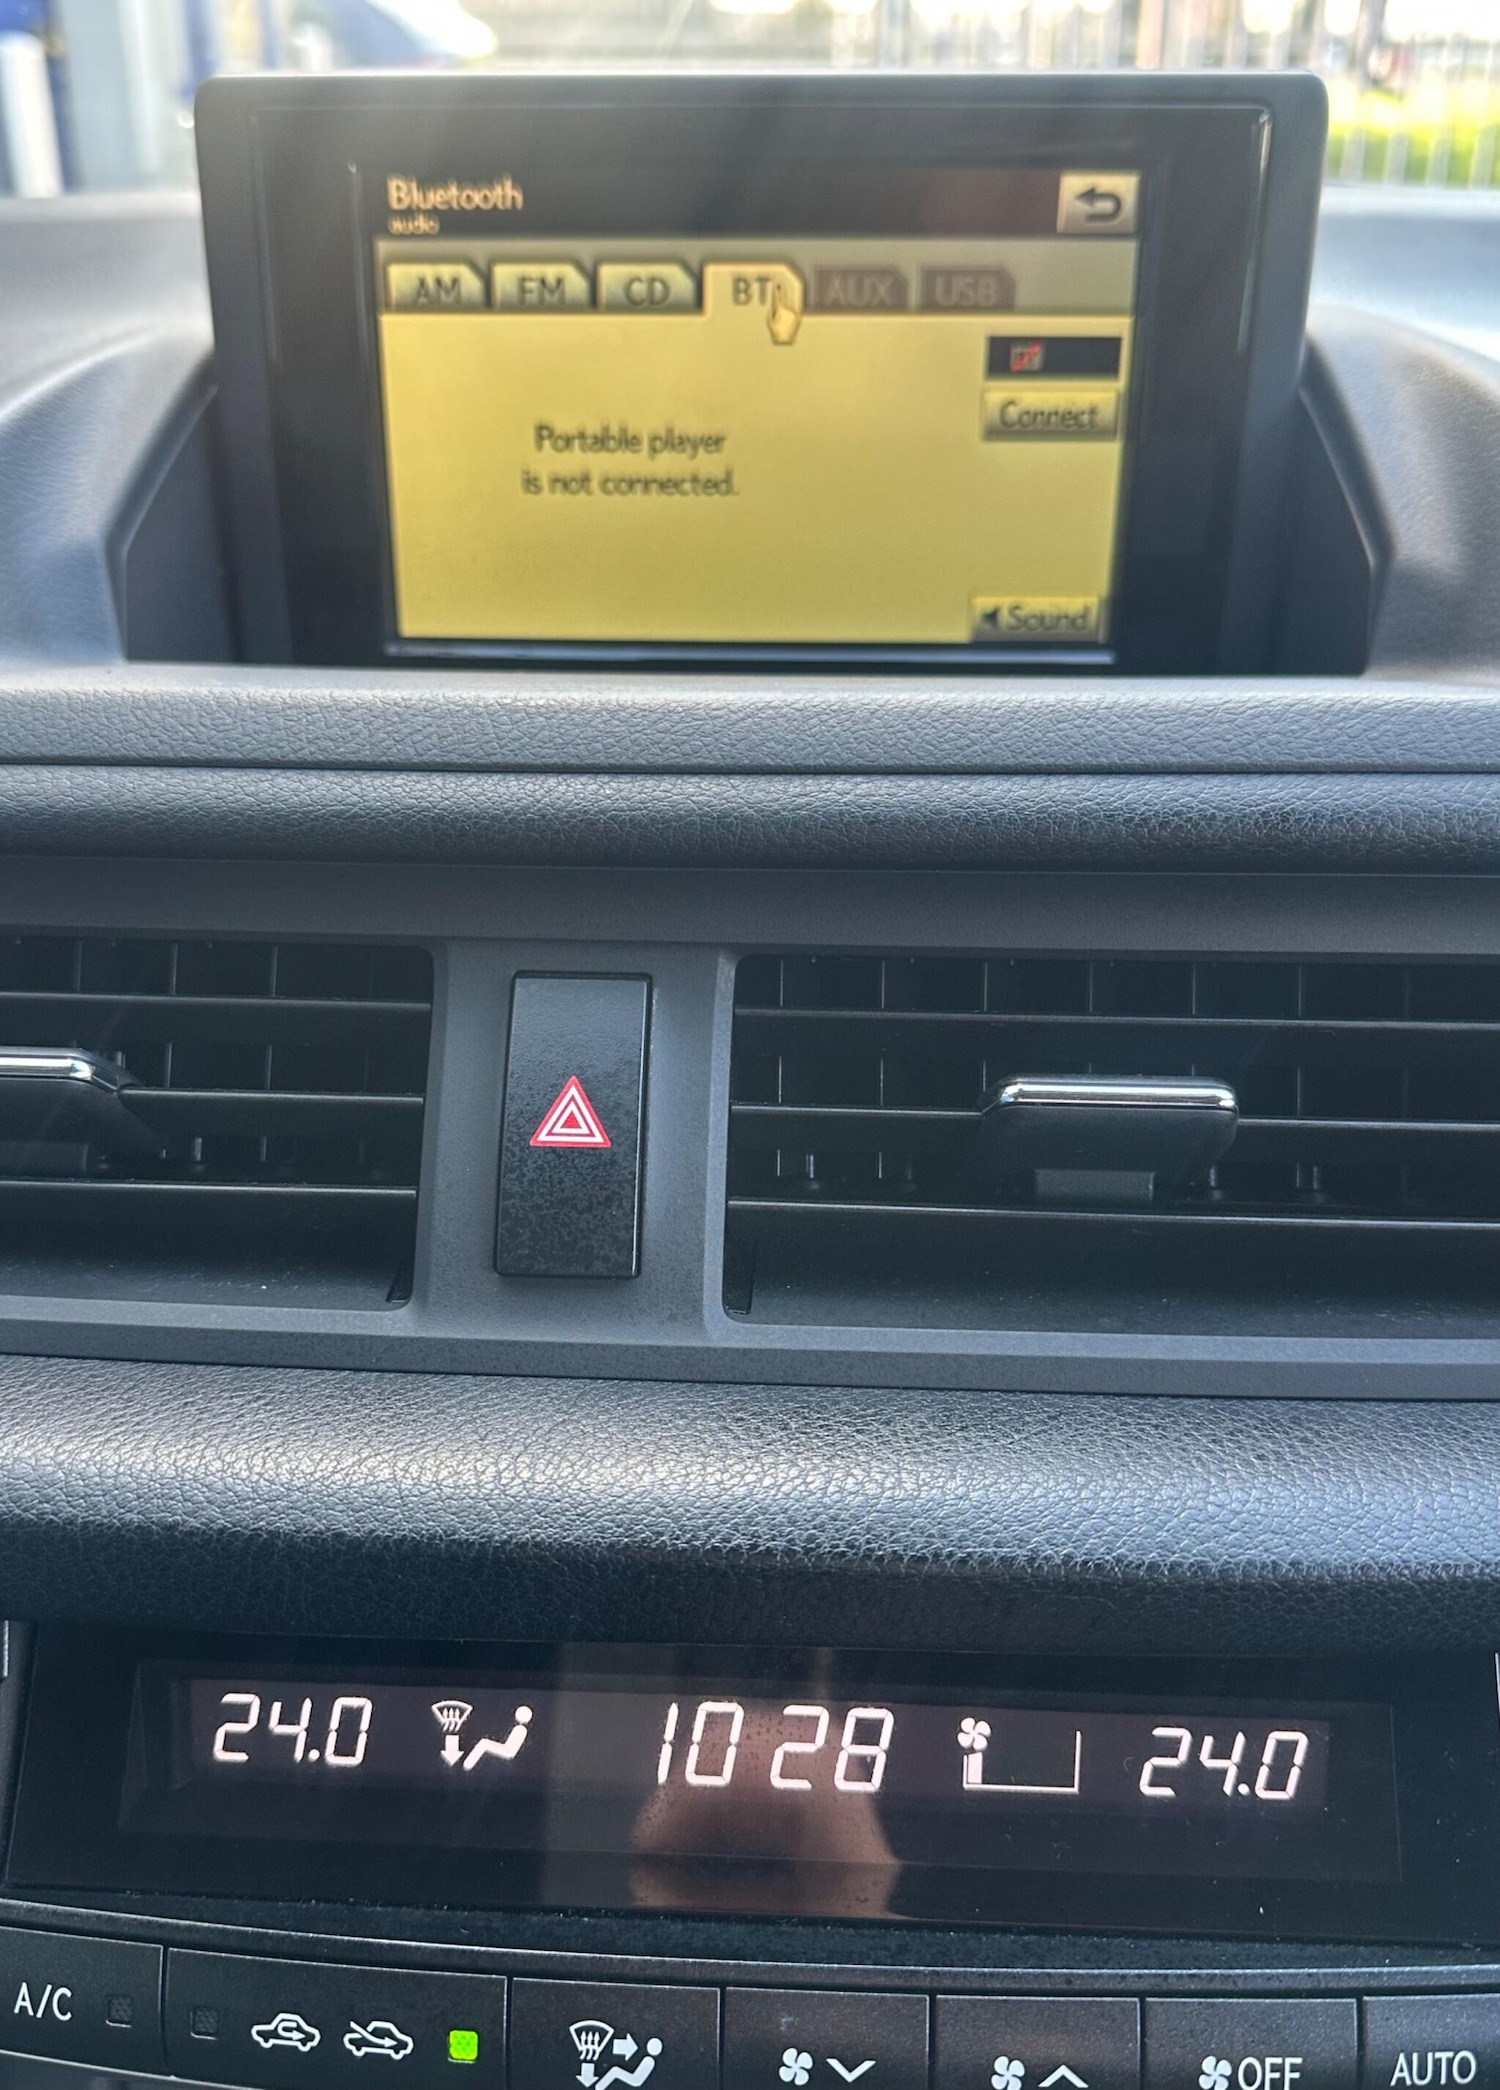 Bluetooth
audio
AM FM CD BT AUX USB
Connect
Portable player
is not connected.
Sound
24.0 10 28 24.0
A/C
OFF
AUTO